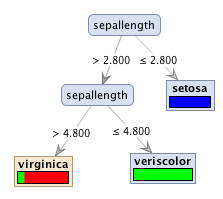 sepallength
> 2.800
≤ 2.800
sepallength
setosa
> 4.800
≤ 4.800
virginica
veriscolor